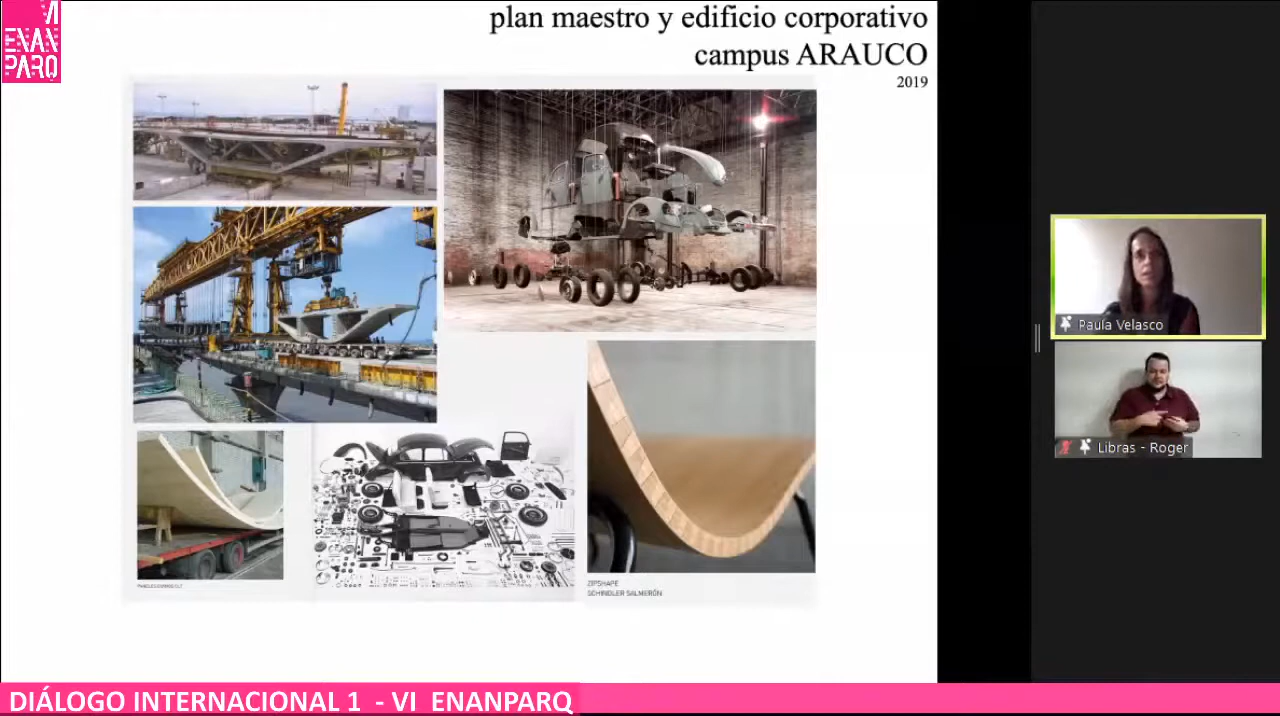 VI
ENAN
PARQ
plan maestro y edificio corporativo
campus ARAUCO
2019
ZIPSHAPE
SCHINDLER SALMERÓN
Paula Velasco
Libras - Roger
DIÁLOGO INTERNACIONAL 1 - VI ENANPARQ